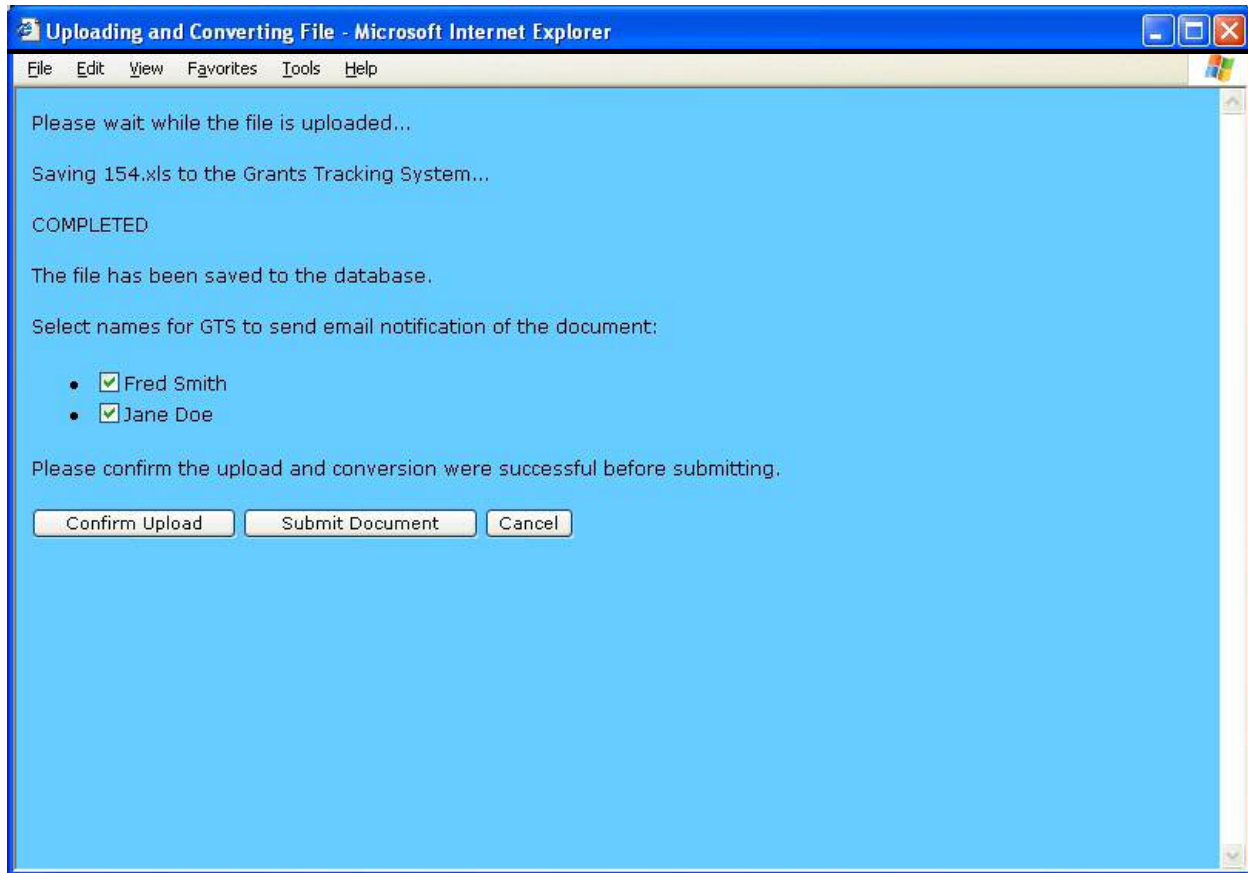 Uploading and Converting File - Microsoft Internet Explorer
File Edit View Favorites Tools Help
Please wait while the file is uploaded...
Saving 154.xls to the Grants Tracking System...
COMPLETED
The file has been saved to the database.
Select names for GTS to send email notification of the document:
Fred Smith
Jane Doe
Please confirm the upload and conversion were successful before submitting.
Confirm Upload Submit Document Cancel